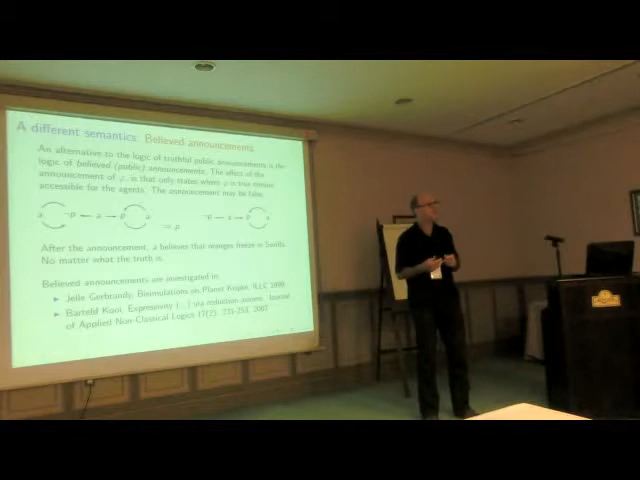 A different semantics: Believed announcements
An alternative to the logic of truthful public announcements is the
logic of believed (public) announcements. The effect of the
announcement of φ, is that only states where φ is true remain
accessible for the agents. The announcement may be false.
a ¬p ← a → p a ⇒ p ¬p — a → p a
After the announcement, a believes that oranges freeze in Sevilla.
No matter what the truth is.
Believed announcements are investigated in:
Jelle Gerbrandy, Bisimulations on Planet Kripke, ILLC 1999
Barteld Kooi, Expressivity (...) via reduction axioms. Journal
of Applied Non-Classical Logics 17(2): 231-253, 2007